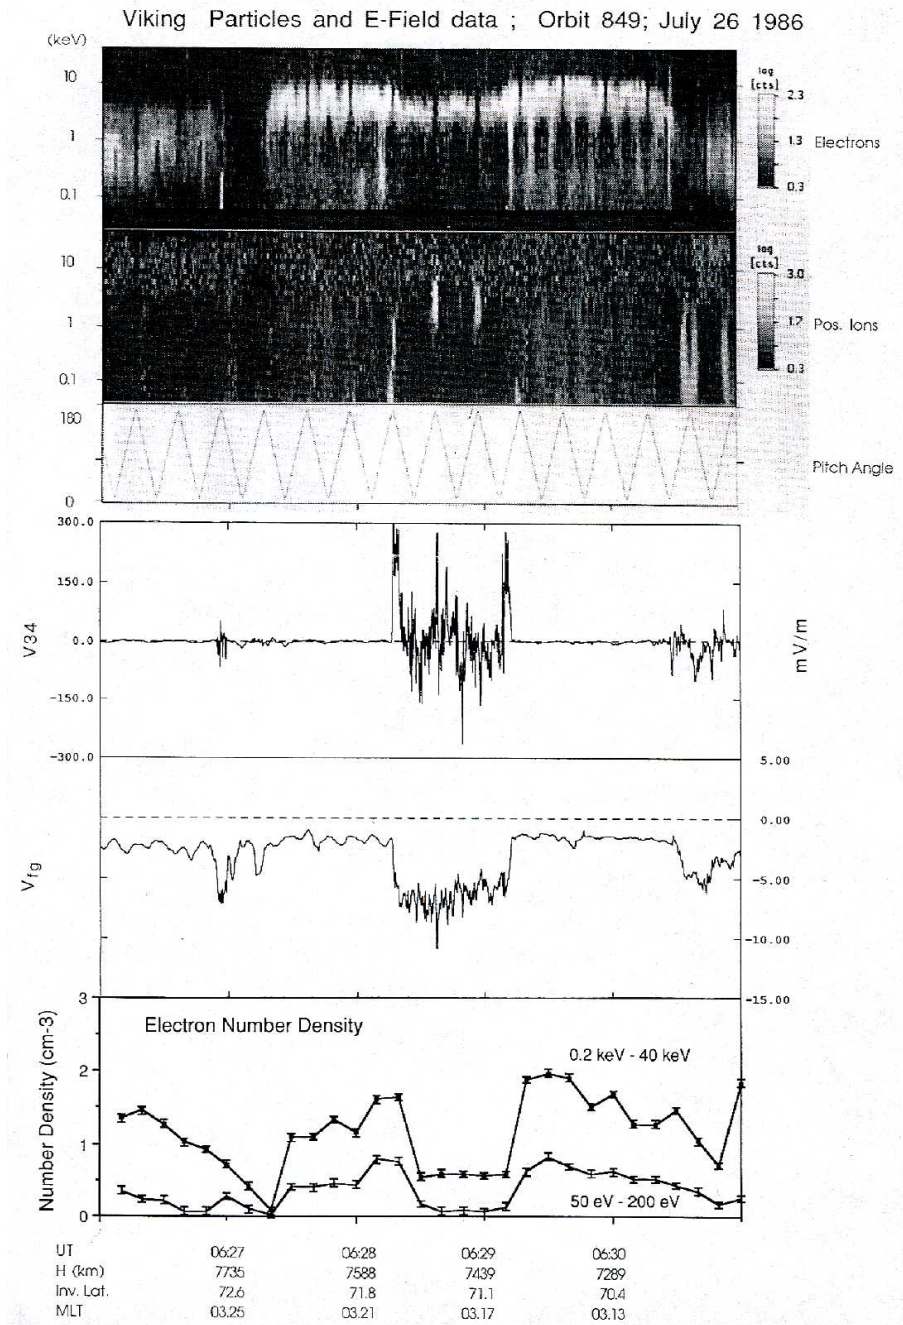 Viking Particles and E-Field data ; Orbit 849; July 26 1986
(keV)
10
1
0.1
log
[cts]
2.3
1.3
0.3
Electrons
10
1
0.1
log
[cts]
3.0
1.7
0.3
Pos. Ions
180
0
Pitch Angle
300.0
150.0
0.0
-150.0
-300.0
V34
mV/m
5.00
0.00
-5.00
-10.00
-15.00
Vfg
3
2
1
0
Number Density (cm-3)
Electron Number Density
0.2 keV - 40 keV
50 eV - 200 eV
UT 06:27 06:28 06:29 06:30
H (km) 7735 7588 7439 7289
Inv. Lat. 72.6 71.8 71.1 70.4
MLT 03.25 03.21 03.17 03.13